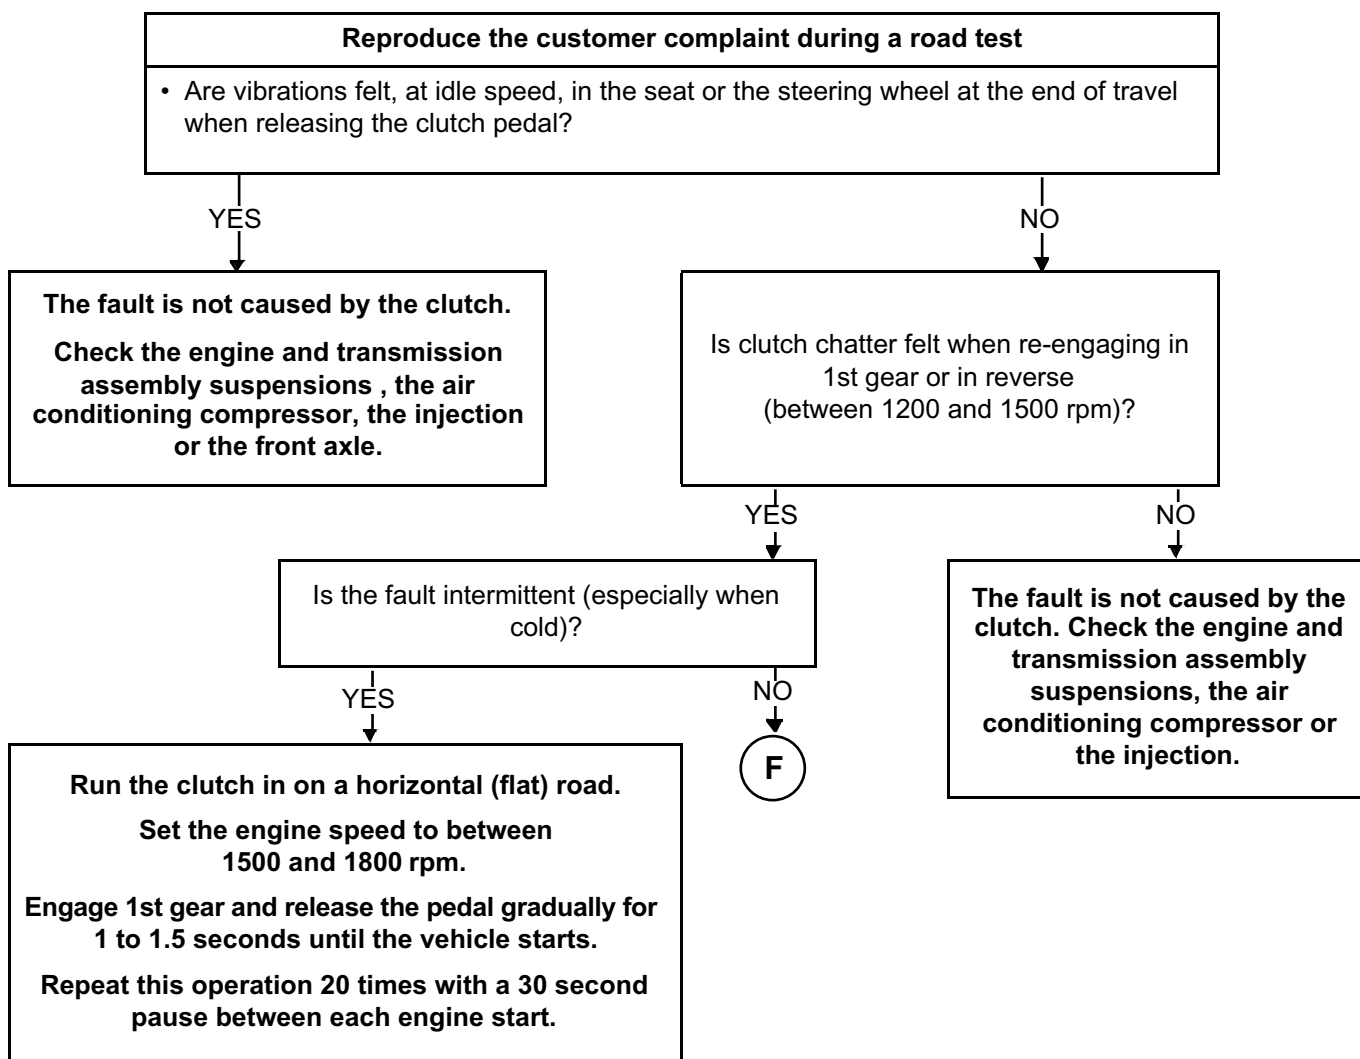 Reproduce the customer complaint during a road test
• Are vibrations felt, at idle speed, in the seat or the steering wheel at the end of travel
when releasing the clutch pedal?
YES
NO
The fault is not caused by the clutch.
Check the engine and transmission
assembly suspensions , the air
conditioning compressor, the injection
or the front axle.
Is clutch chatter felt when re-engaging in
1st gear or in reverse
(between 1200 and 1500 rpm)?
YES
NO
Is the fault intermittent (especially when
cold)?
The fault is not caused by the
clutch. Check the engine and
transmission assembly
suspensions, the air
conditioning compressor or
the injection.
YES
NO
F
Run the clutch in on a horizontal (flat) road.
Set the engine speed to between
1500 and 1800 rpm.
Engage 1st gear and release the pedal gradually for
1 to 1.5 seconds until the vehicle starts.
Repeat this operation 20 times with a 30 second
pause between each engine start.